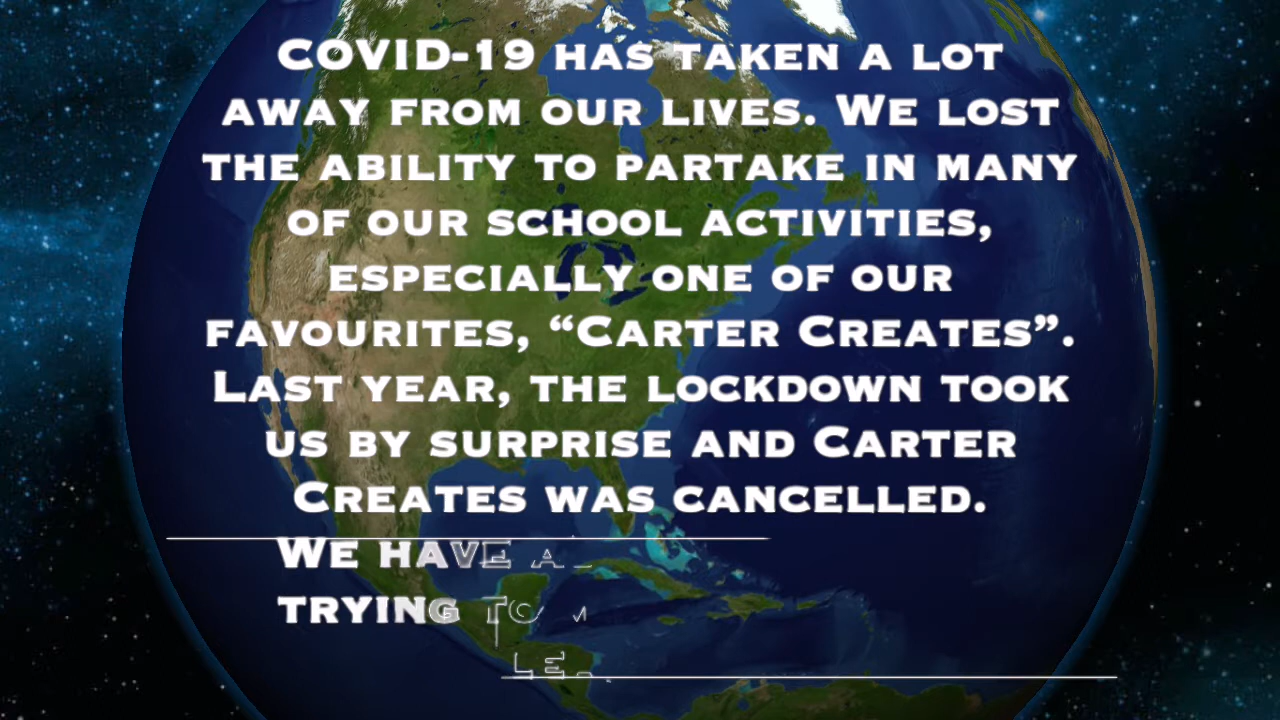 COVID-19 HAS TAKEN A LOT
AWAY FROM OUR LIVES. WE LOST
THE ABILITY TO PARTAKE IN MANY
OF OUR SCHOOL ACTIVITIES,
ESPECIALLY ONE OF OUR
FAVOURITES, “CARTER CREATES”.
LAST YEAR, THE LOCKDOWN TOOK
US BY SURPRISE AND CARTER
CREATES WAS CANCELLED.
WE HAVE
TRYING TO